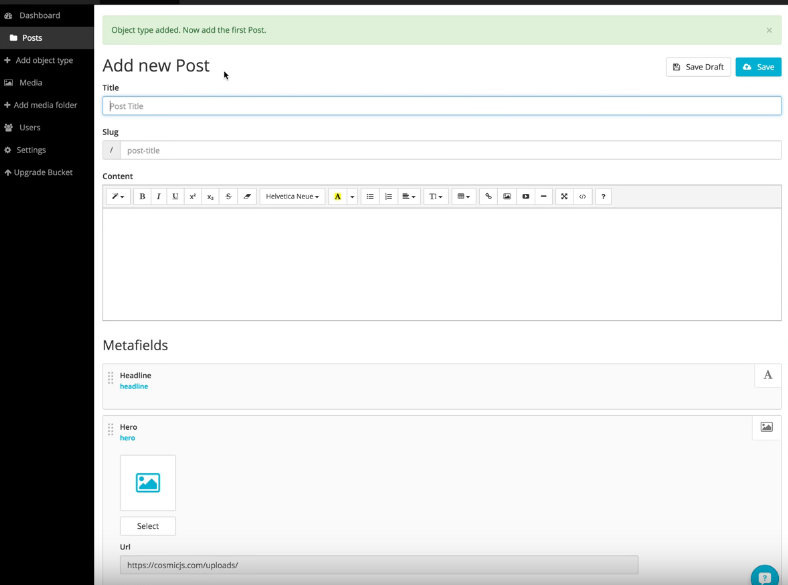 Dashboard
Posts
Add object type
Media
Add media folder
Users
Settings
Upgrade Bucket
Object type added. Now add the first Post.
×
Add new Post
Save Draft
Save
Title
Post Title
Slug
/ post-title
Content
B I U x² x₂ S Helvetica Neue A TI ?
Metafields
Headline
headline
A
Hero
hero
Select
Url
https://cosmicjs.com/uploads/
?